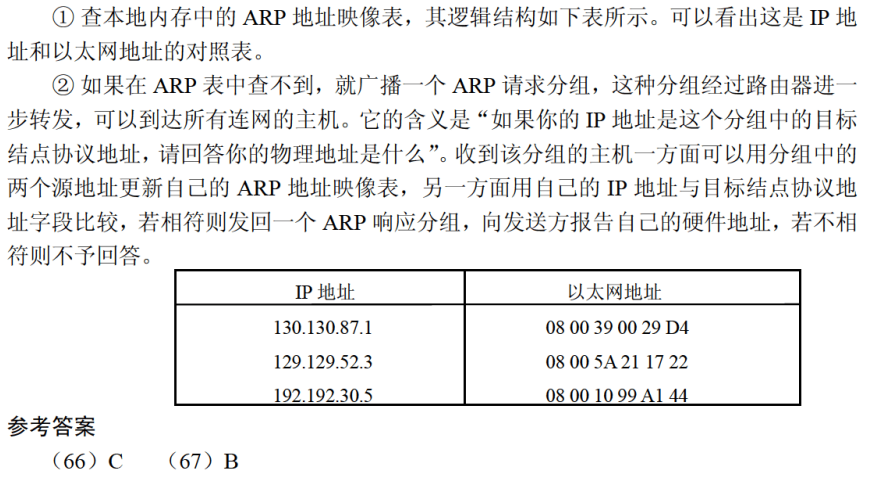 ① 查本地内存中的 ARP 地址映像表，其逻辑结构如下表所示。可以看出这是 IP 地
址和以太网地址的对照表。
② 如果在 ARP 表中查不到，就广播一个 ARP 请求分组，这种分组经过路由器进一
步转发，可以到达所有连网的主机。它的含义是“如果你的 IP 地址是这个分组中的目标
结点协议地址，请回答你的物理地址是什么”。收到该分组的主机一方面可以用分组中的
两个源地址更新自己的 ARP 地址映像表，另一方面用自己的 IP 地址与目标结点协议地
址字段比较，若相符则发回一个 ARP 响应分组，向发送方报告自己的硬件地址，若不相
符则不予回答。
IP 地址 以太网地址
130.130.87.1 08 00 39 00 29 D4
129.129.52.3 08 00 5A 21 17 22
192.192.30.5 08 00 10 99 A1 44
参考答案
（66）C （67）B